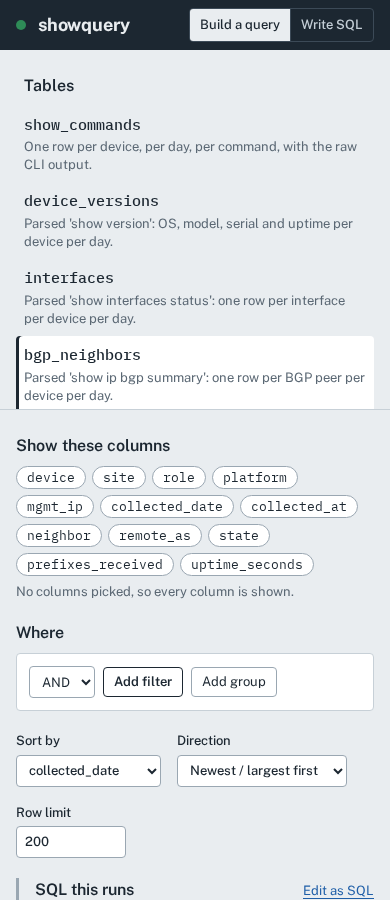 showquery
Build a query
Write SQL
Tables
show_commands
One row per device, per day, per command, with the raw
CLI output.
device_versions
Parsed 'show version': OS, model, serial and uptime per
device per day.
interfaces
Parsed 'show interfaces status': one row per interface
per device per day.
bgp_neighbors
Parsed 'show ip bgp summary': one row per BGP peer per
device per day.
Show these columns
device site role platform
mgmt_ip collected_date collected_at
neighbor remote_as state
prefixes_received uptime_seconds
No columns picked, so every column is shown.
Where
AND Add filter Add group
Sort by Direction
collected_date Newest / largest first
Row limit
200
SQL this runs Edit as SQL